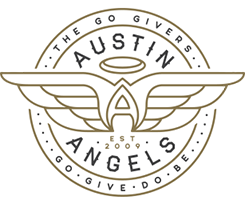 · THE GO GIVERS ·
AUSTIN
A
EST
2009
ANGELS
GO · GIVE · DO · BE